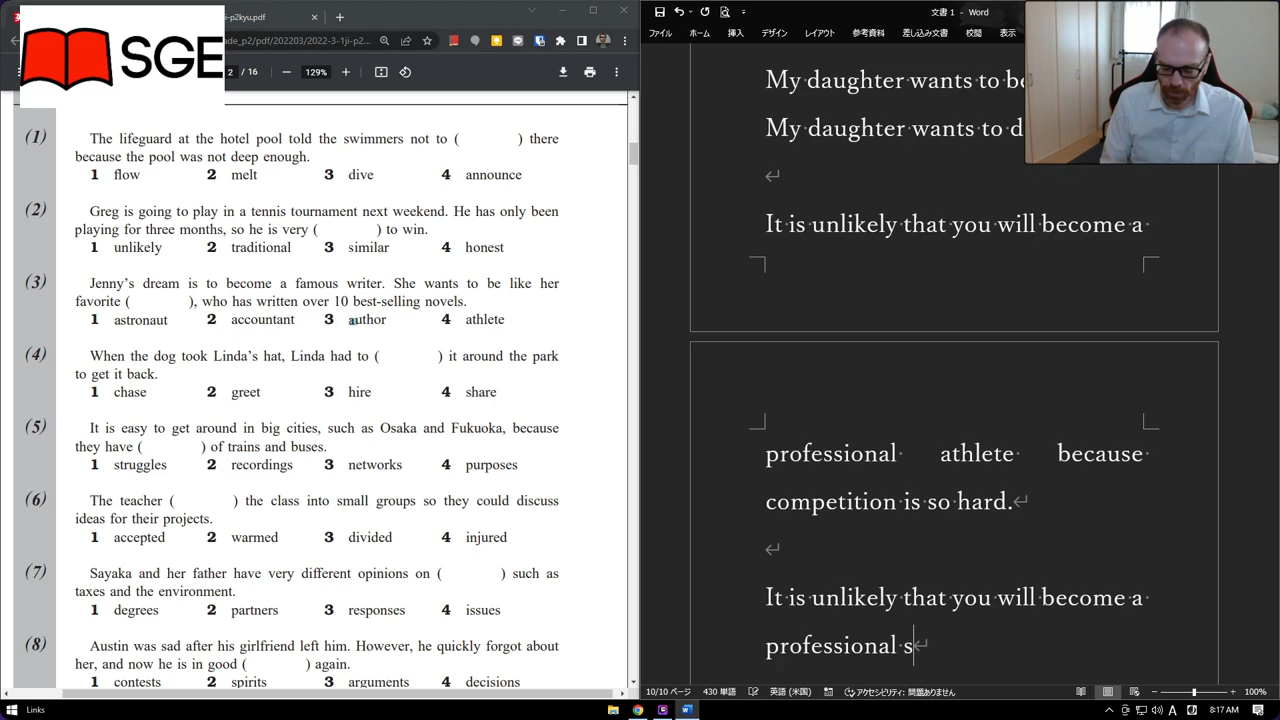 i-p2kyu.pdf
SGE
ade_p2/pdf/202203/2022-3-1ji-p2...
2 / 16
129%
(1) The lifeguard at the hotel pool told the swimmers not to ( ) there
because the pool was not deep enough.
1 flow 2 melt 3 dive 4 announce
(2) Greg is going to play in a tennis tournament next weekend. He has only been
playing for three months, so he is very ( ) to win.
1 unlikely 2 traditional 3 similar 4 honest
(3) Jenny's dream is to become a famous writer. She wants to be like her
favorite ( ), who has written over 10 best-selling novels.
1 astronaut 2 accountant 3 author 4 athlete
(4) When the dog took Linda's hat, Linda had to ( ) it around the park
to get it back.
1 chase 2 greet 3 hire 4 share
(5) It is easy to get around in big cities, such as Osaka and Fukuoka, because
they have ( ) of trains and buses.
1 struggles 2 recordings 3 networks 4 purposes
(6) The teacher ( ) the class into small groups so they could discuss
ideas for their projects.
1 accepted 2 warmed 3 divided 4 injured
(7) Sayaka and her father have very different opinions on ( ) such as
taxes and the environment.
1 degrees 2 partners 3 responses 4 issues
(8) Austin was sad after his girlfriend left him. However, he quickly forgot about
her, and now he is in good ( ) again.
1 contests 2 spirits 3 arguments 4 decisions
文書 1 - Word
ファイル ホーム 挿入 デザイン レイアウト 参考資料 差し込み文書 校閲 表示
My daughter wants to be
My daughter wants to d
It is unlikely that you will become a
professional athlete because
competition is so hard.
It is unlikely that you will become a
professional s
10/10 ページ 430 単語 英語 (米国) アクセシビリティ: 問題ありません 100%
Links
8:17 AM